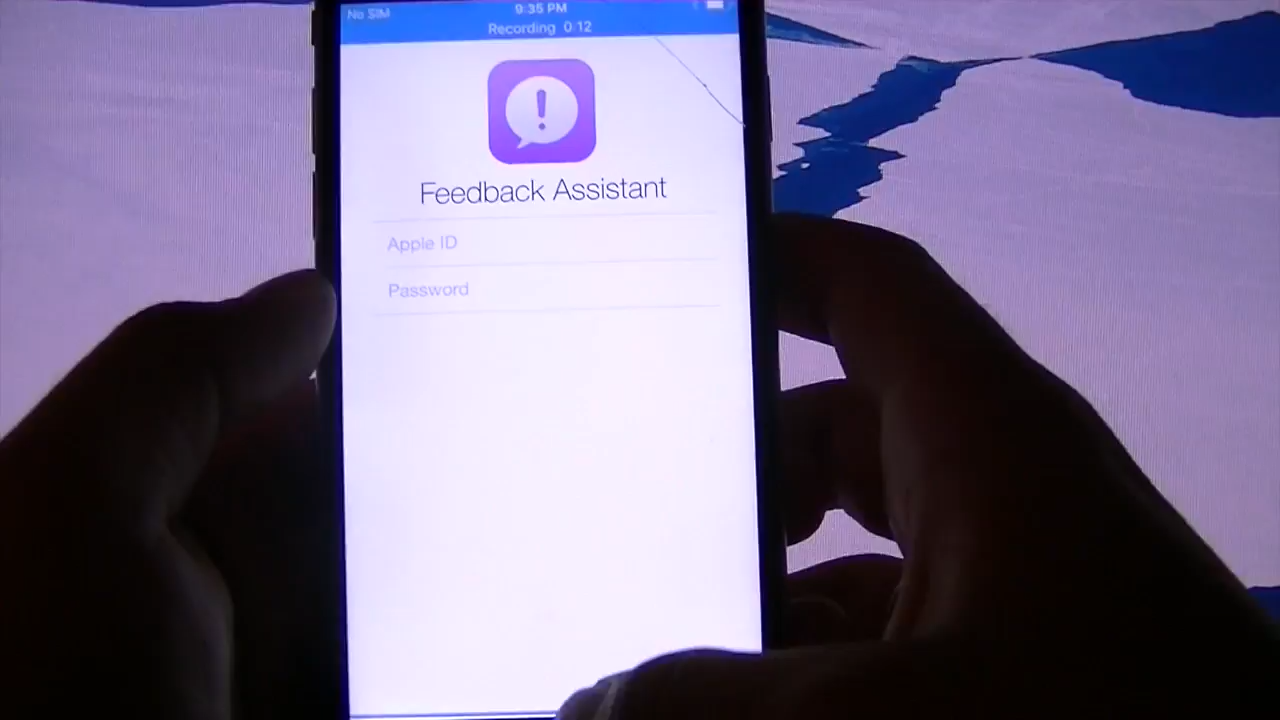 No SIM
9:35 PM
Recording 0:12
Feedback Assistant
Apple ID
Password